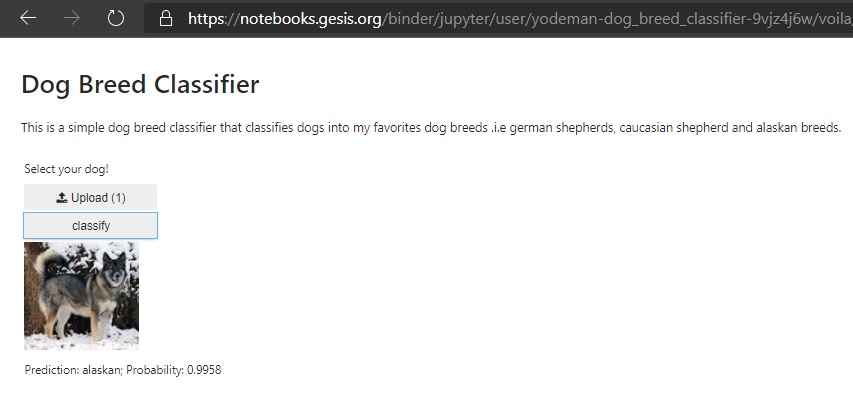 https://notebooks.gesis.org/binder/jupyter/user/yodeman-dog_breed_classifier-9vjz4j6w/voila/
Dog Breed Classifier
This is a simple dog breed classifier that classifies dogs into my favorites dog breeds .i.e german shepherds, caucasian shepherd and alaskan breeds.
Select your dog!
Upload (1)
classify
Prediction: alaskan; Probability: 0.9958